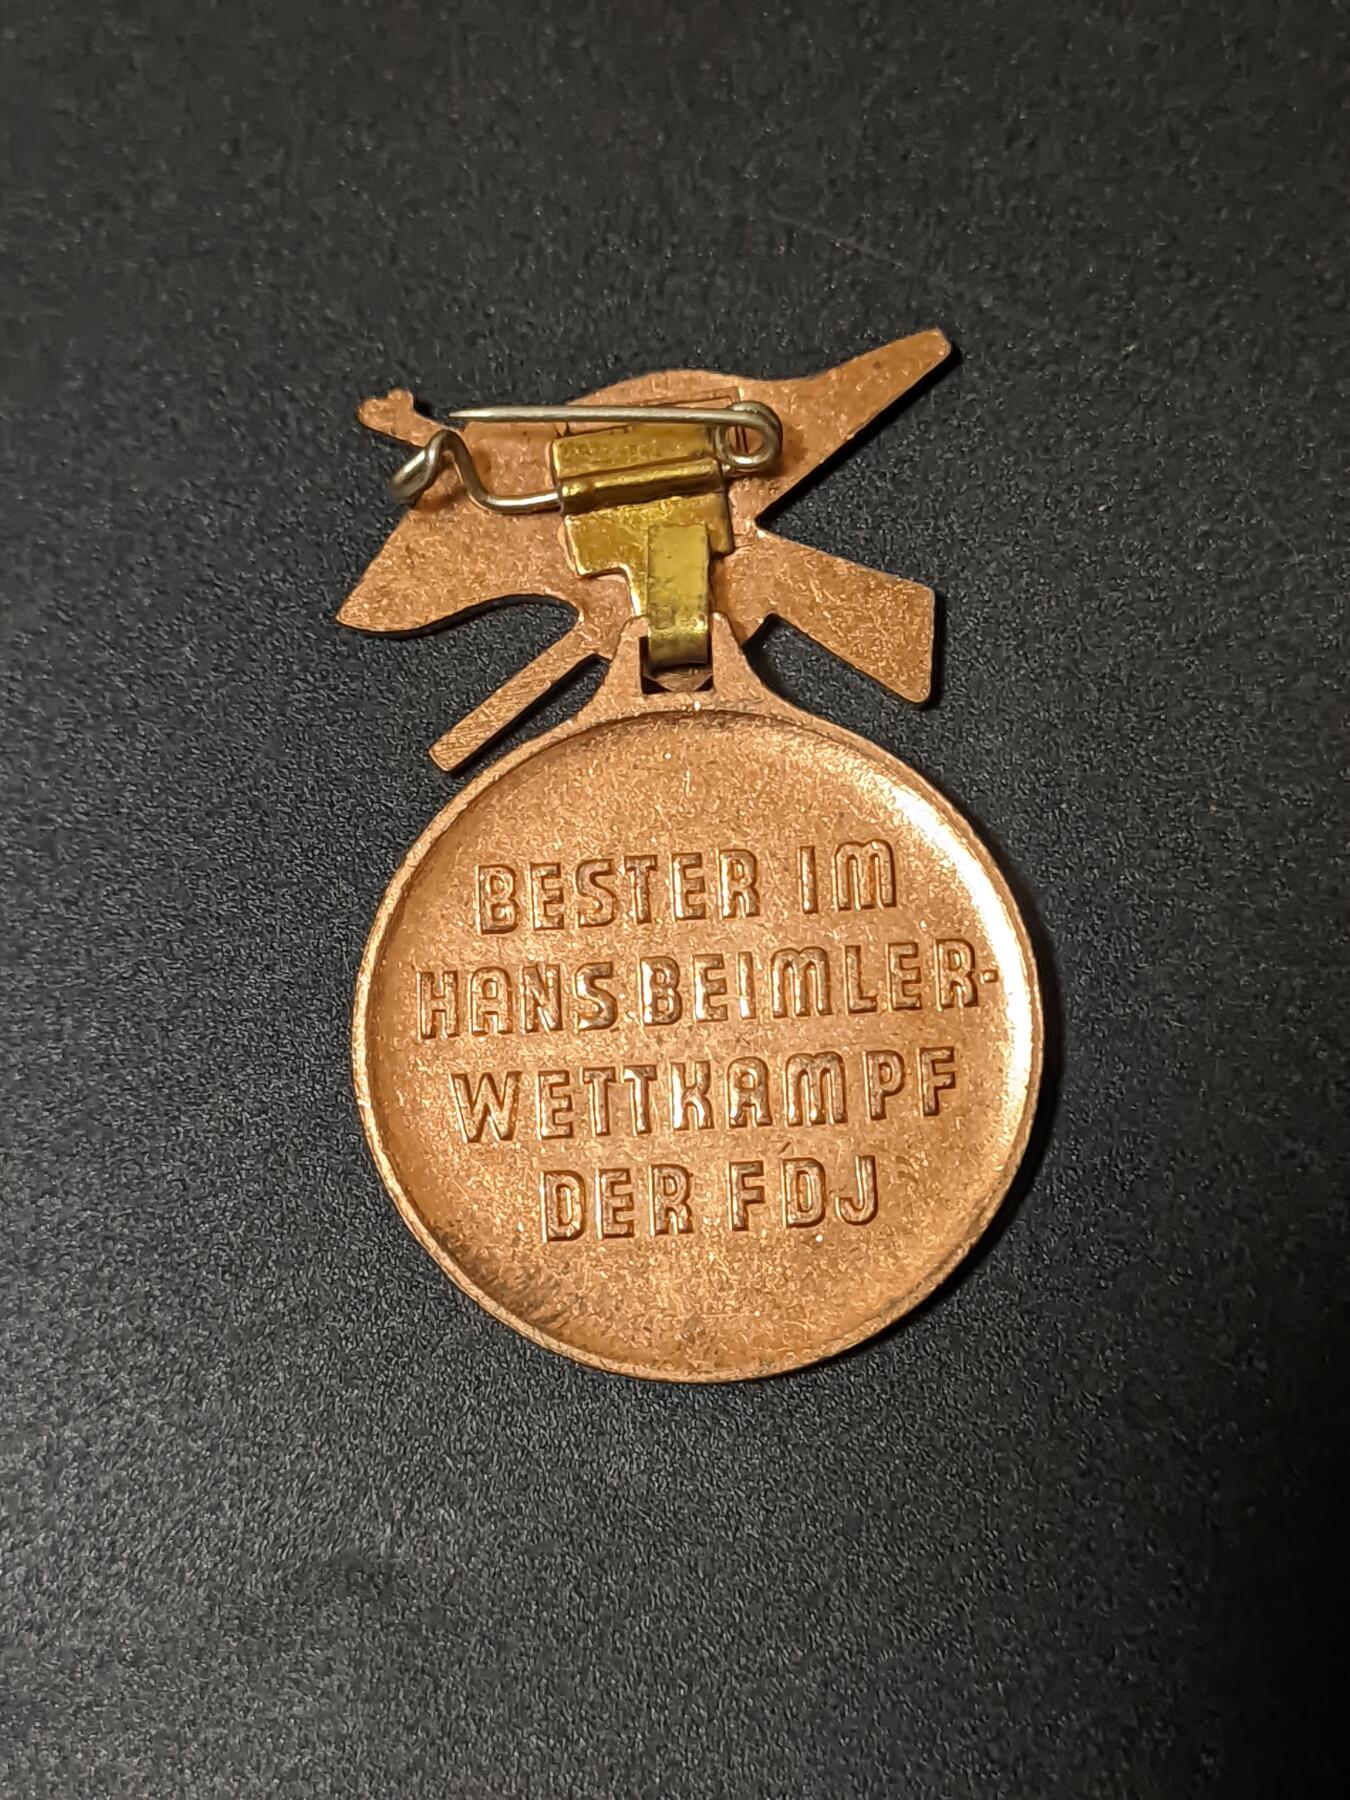 BESTER IM
HANS BEIMLER-
WETTKAMPF
DER FDJ